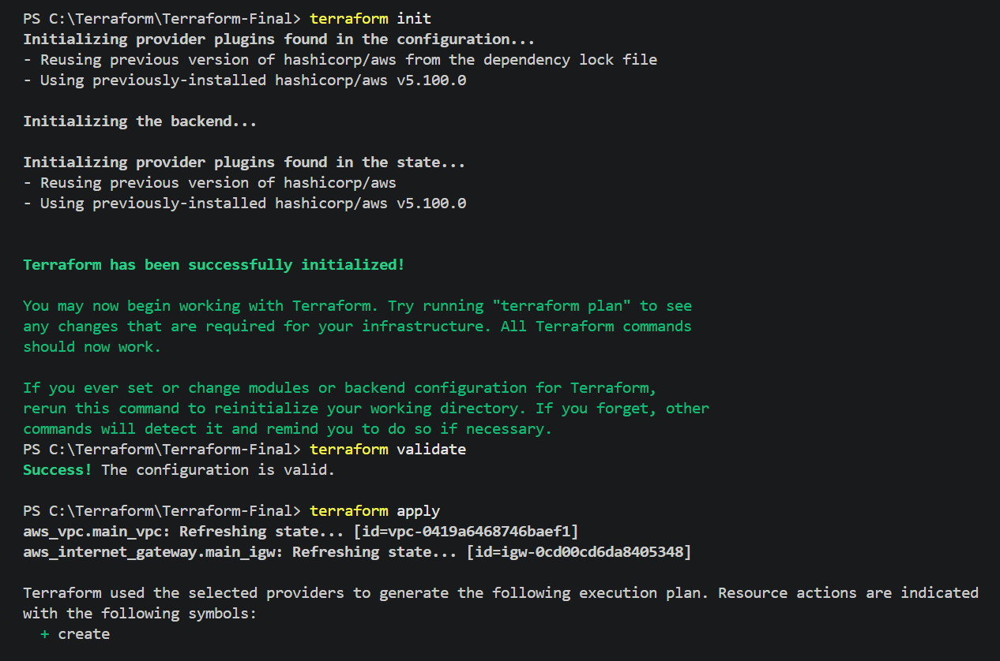 PS C:\Terraform\Terraform-Final> terraform init
Initializing provider plugins found in the configuration...
- Reusing previous version of hashicorp/aws from the dependency lock file
- Using previously-installed hashicorp/aws v5.100.0
Initializing the backend...
Initializing provider plugins found in the state...
- Reusing previous version of hashicorp/aws
- Using previously-installed hashicorp/aws v5.100.0
Terraform has been successfully initialized!
You may now begin working with Terraform. Try running "terraform plan" to see
any changes that are required for your infrastructure. All Terraform commands
should now work.
If you ever set or change modules or backend configuration for Terraform,
rerun this command to reinitialize your working directory. If you forget, other
commands will detect it and remind you to do so if necessary.
PS C:\Terraform\Terraform-Final> terraform validate
Success! The configuration is valid.
PS C:\Terraform\Terraform-Final> terraform apply
aws_vpc.main_vpc: Refreshing state... [id=vpc-0419a6468746baef1]
aws_internet_gateway.main_igw: Refreshing state... [id=igw-0cd00cd6da8405348]
Terraform used the selected providers to generate the following execution plan. Resource actions are indicated
with the following symbols:
+ create